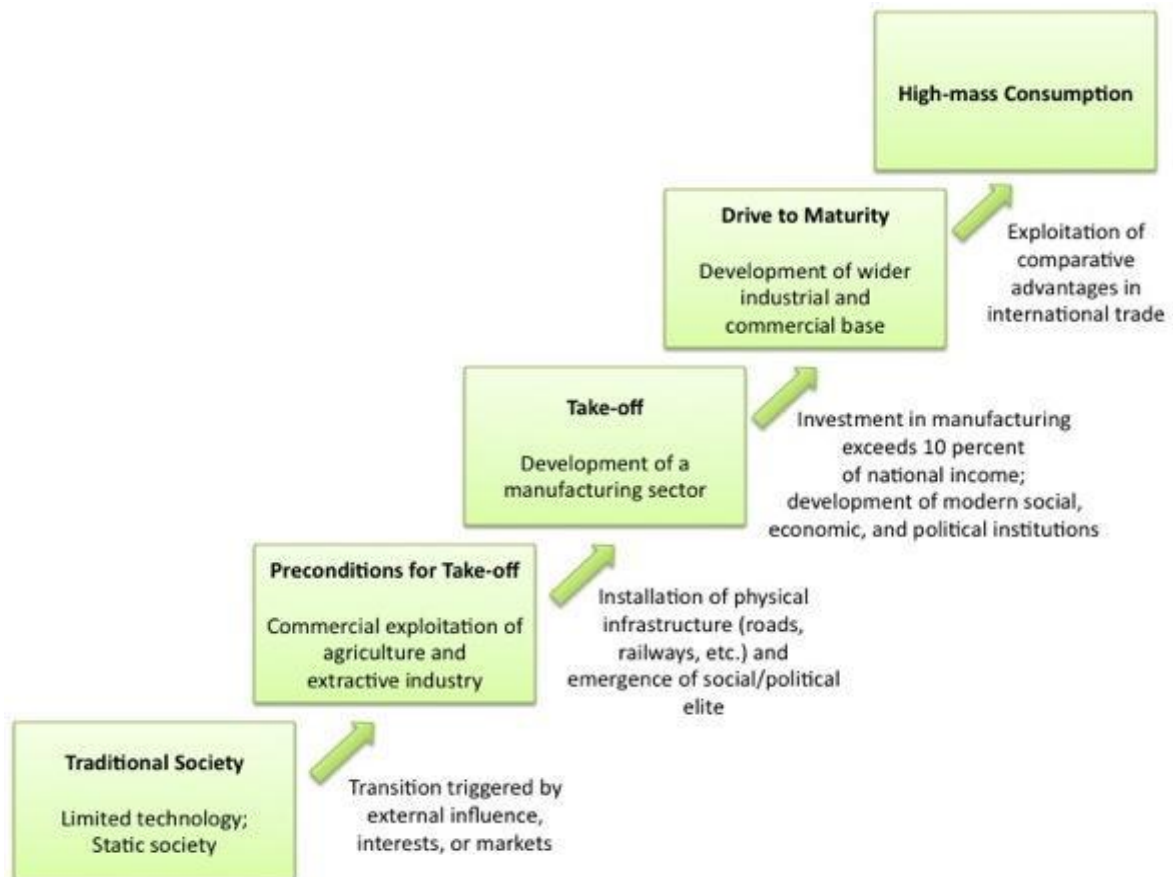 High-mass Consumption
Drive to Maturity
Development of wider
industrial and
commercial base
Exploitation of
comparative
advantages in
international trade
Take-off
Development of a
manufacturing sector
Investment in manufacturing
exceeds 10 percent
of national income;
development of modern social,
economic, and political institutions
Preconditions for Take-off
Commercial exploitation of
agriculture and
extractive industry
Installation of physical
infrastructure (roads,
railways, etc.) and
emergence of social/political
elite
Traditional Society
Limited technology;
Static society
Transition triggered by
external influence,
interests, or markets